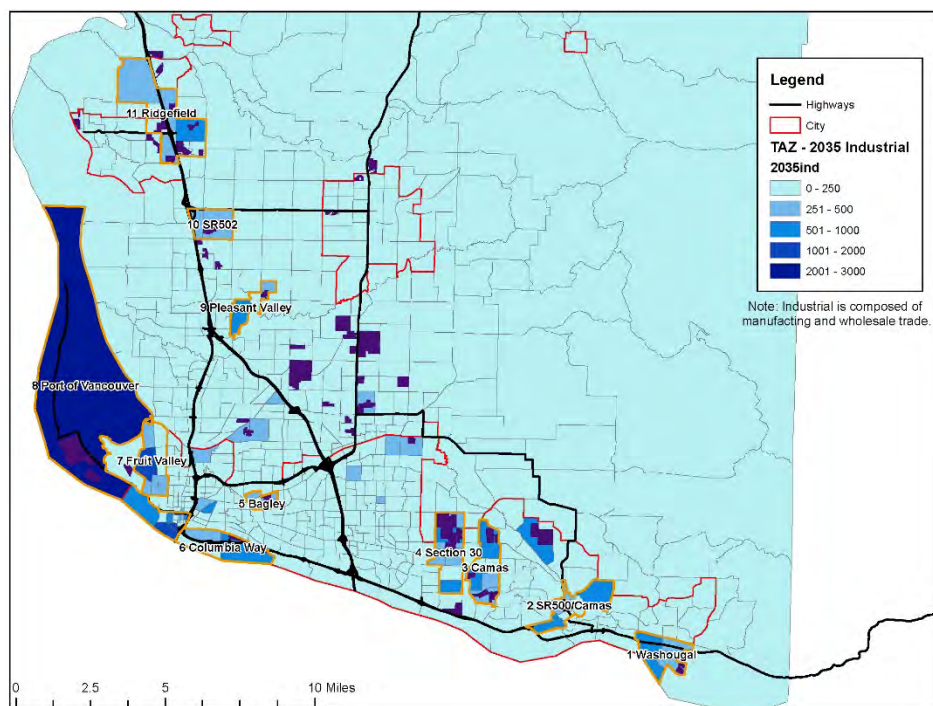 Legend
Highways
City
TAZ - 2035 Industrial
2035ind
0 - 250
251 - 500
501 - 1000
1001 - 2000
2001 - 3000
Note: Industrial is composed of
manufacting and wholesale trade.
11 Ridgefield
10 SR502
9 Pleasant Valley
8 Port of Vancouver
7 Fruit Valley
5 Bagley
6 Columbia Way
4 Section 30
3 Camas
2 SR500/Camas
1 Washougal
0 2.5 5 10 Miles